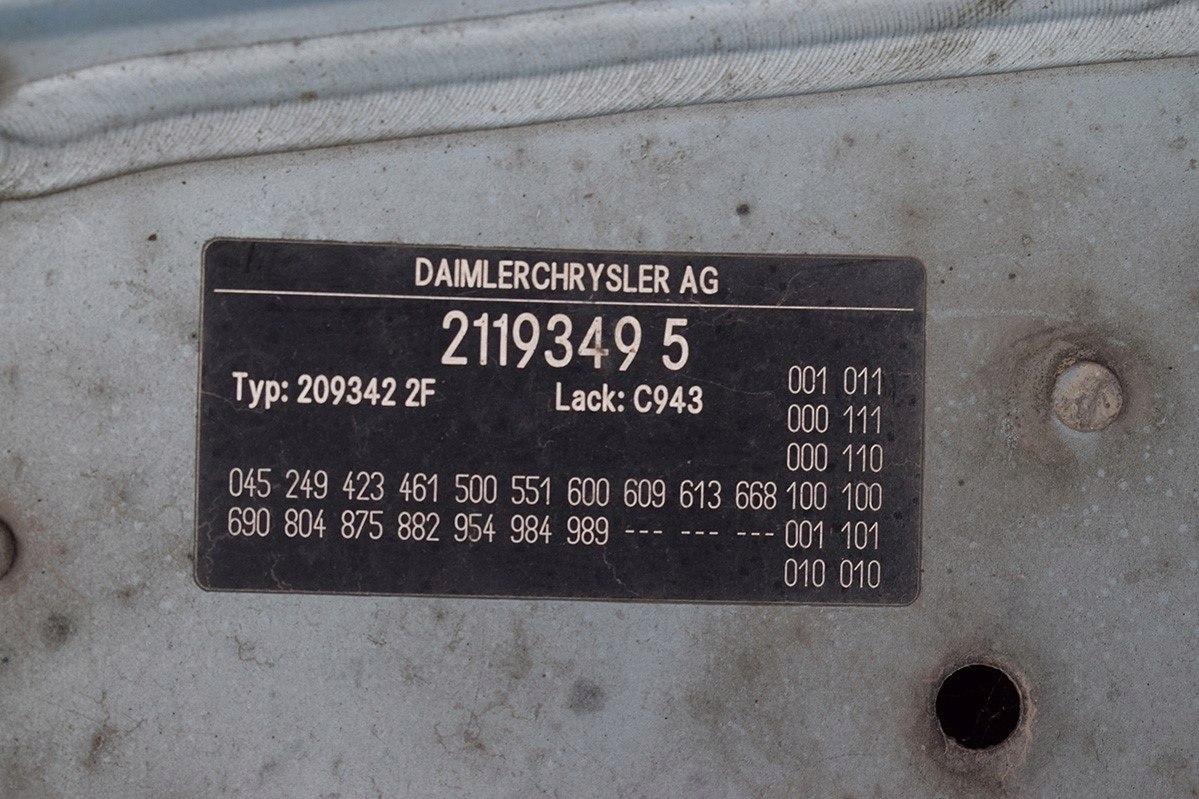 DAIMLERCHRYSLER AG
2119349 5
Typ: 209342 2F Lack: C943 001 011
000 111
000 110
045 249 423 461 500 551 600 609 613 668 100 100
690 804 875 882 954 984 989 --- --- --- 001 101
010 010